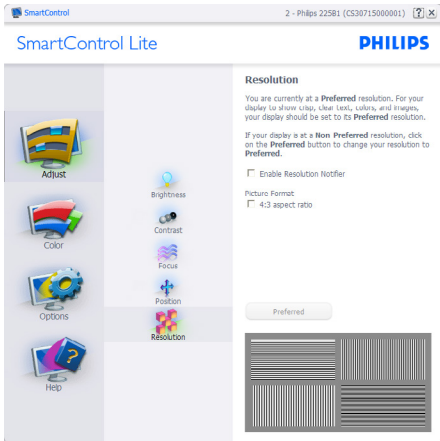 SmartControl
2 - Philips 225B1 (CS30715000001)
?
SmartControl Lite
PHILIPS
Adjust
Color
Options
Help
Brightness
Contrast
Focus
Position
Resolution
Resolution
You are currently at a Preferred resolution. For your
display to show crisp, clear text, colors, and images,
your display should be set to its Preferred resolution.
If your display is at a Non Preferred resolution, click
on the Preferred button to change your resolution to
Preferred.
Enable Resolution Notifier
Picture Format
4:3 aspect ratio
Preferred